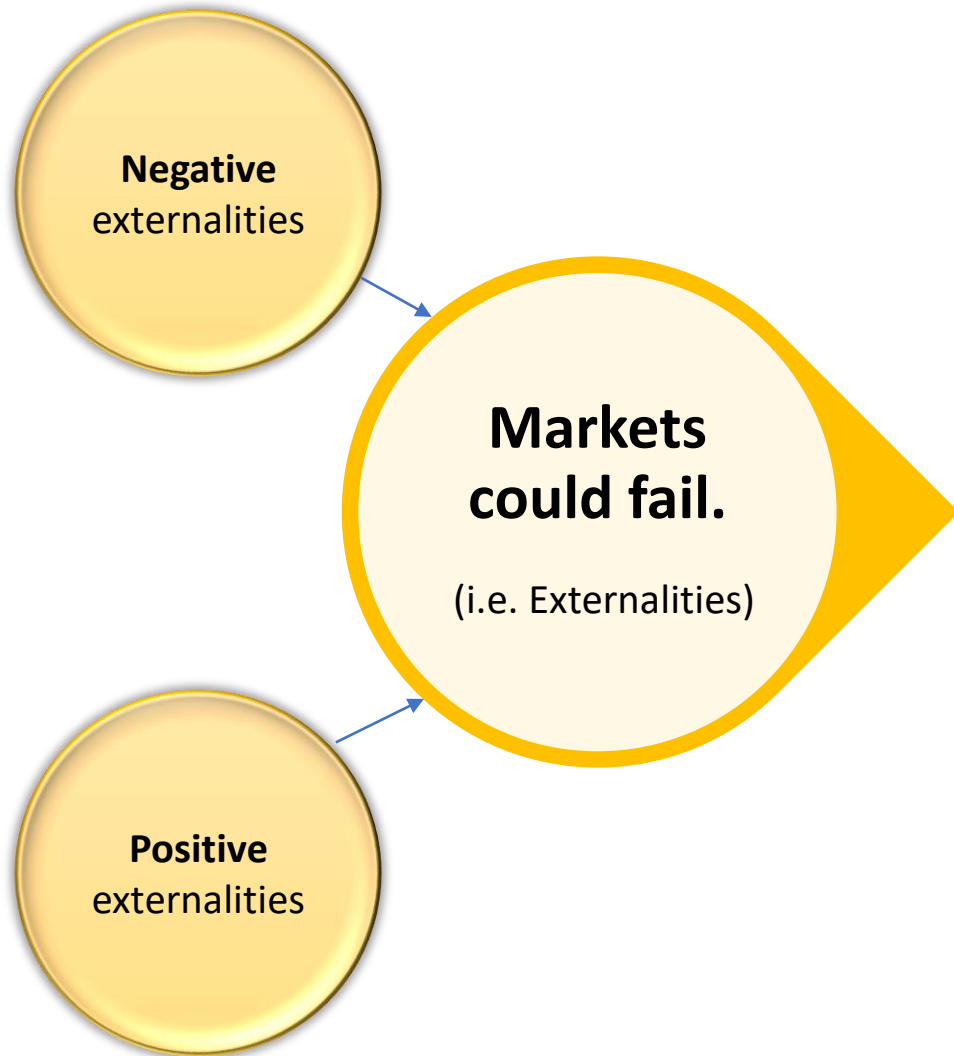 Negative
externalities
Markets
could fail.
(i.e. Externalities)
Positive
externalities